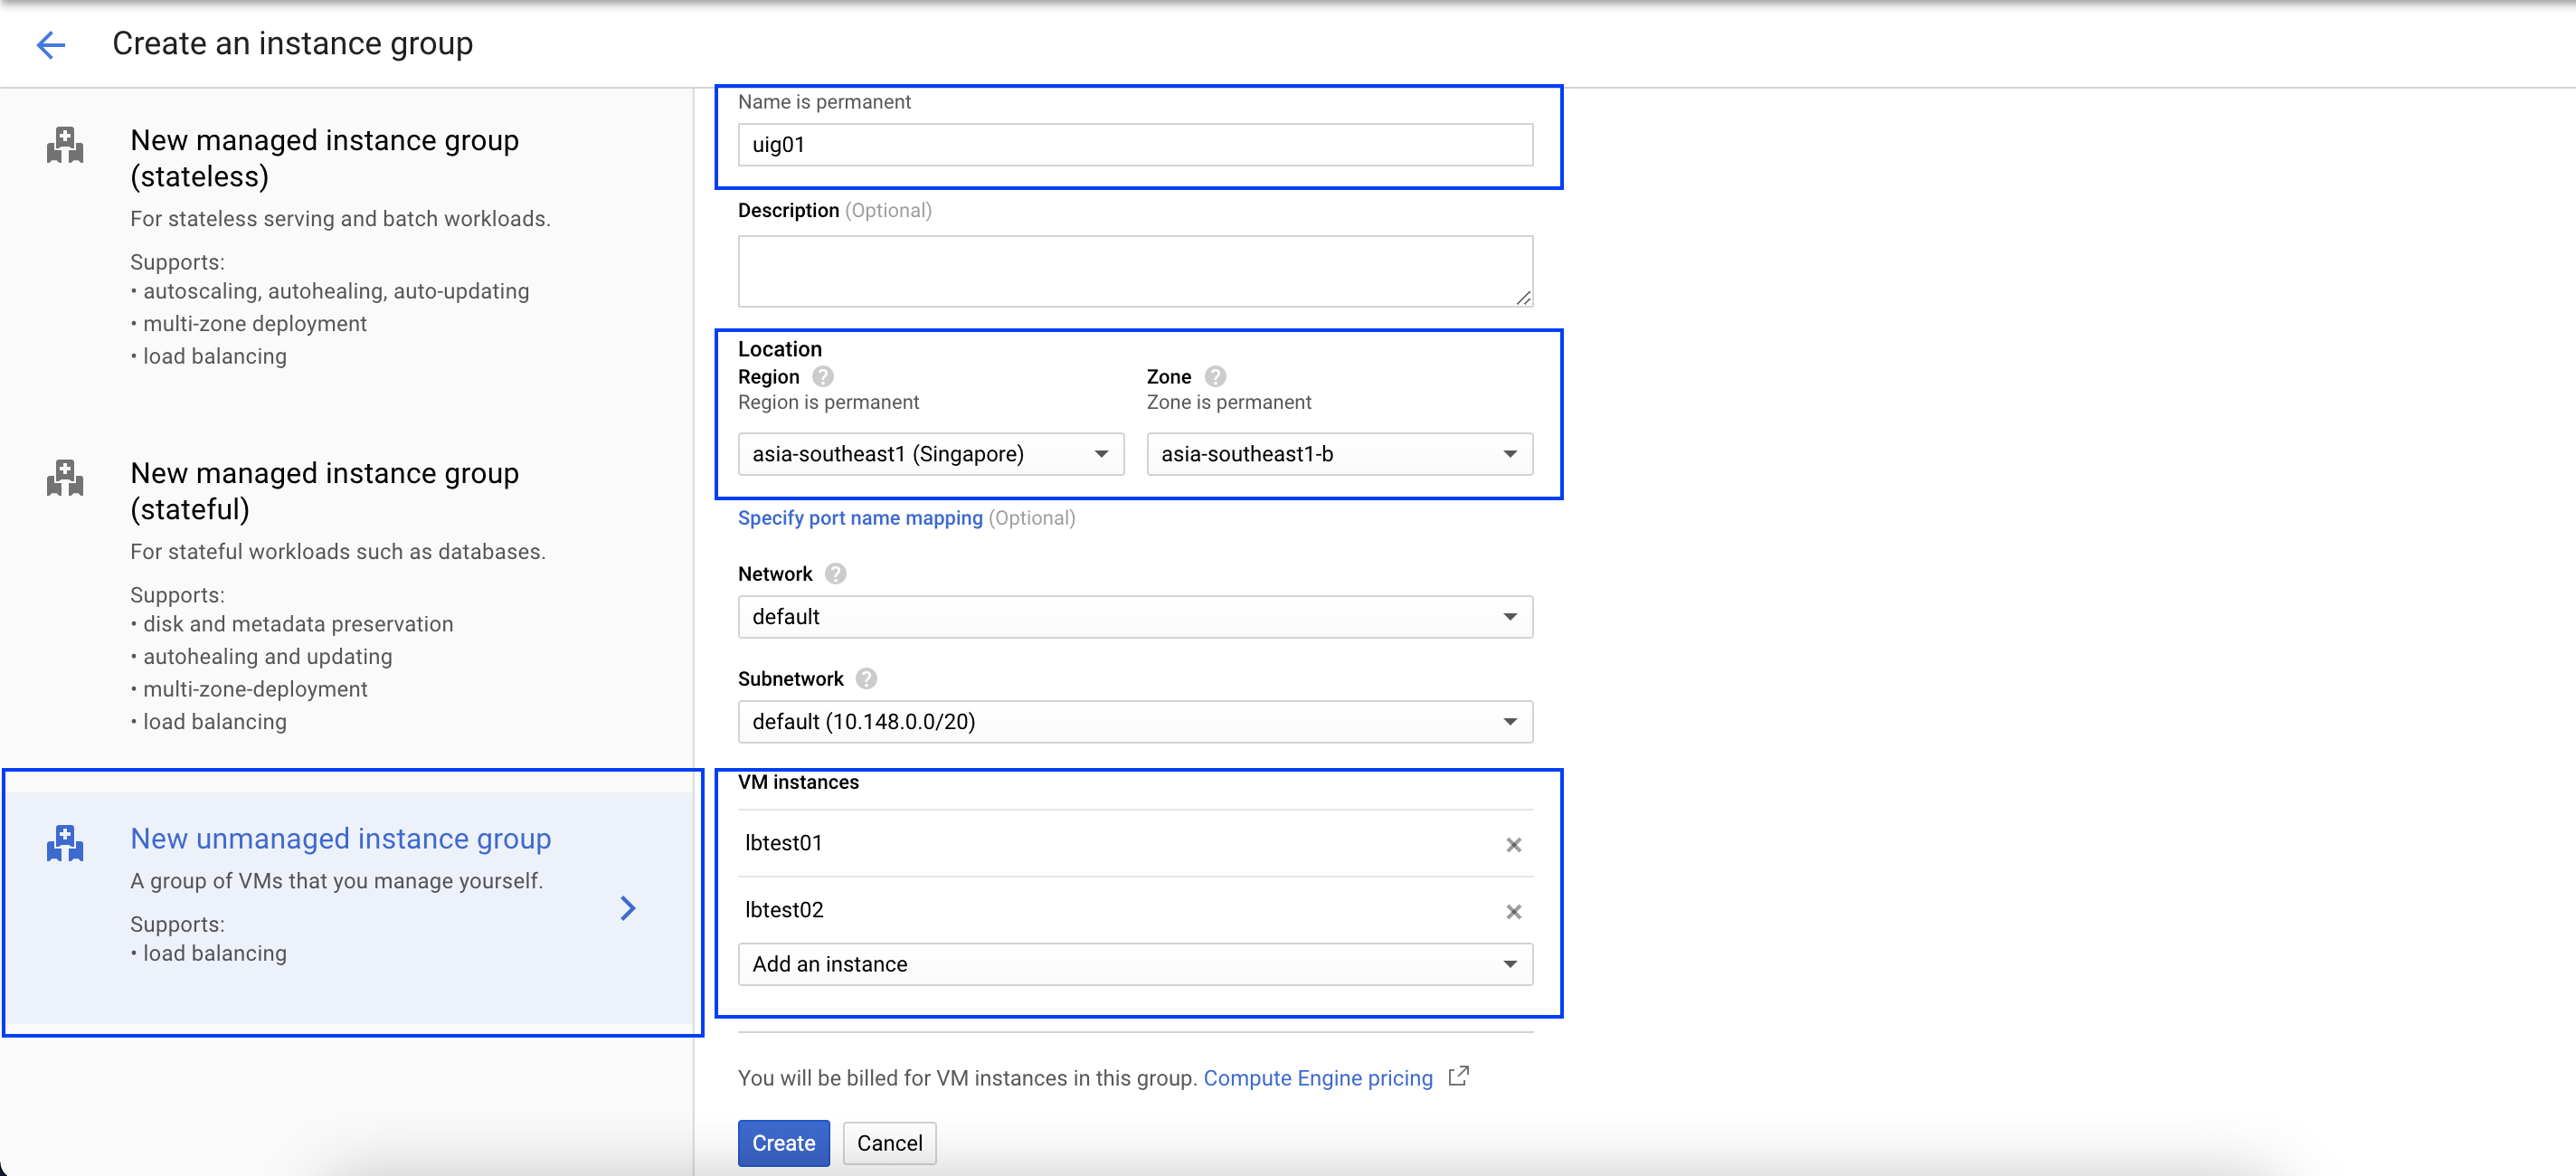 Create an instance group
New managed instance group
(stateless)
For stateless serving and batch workloads.
Supports:
• autoscaling, autohealing, auto-updating
• multi-zone deployment
• load balancing
New managed instance group
(stateful)
For stateful workloads such as databases.
Supports:
• disk and metadata preservation
• autohealing and updating
• multi-zone-deployment
• load balancing
New unmanaged instance group
A group of VMs that you manage yourself.
Supports:
• load balancing
Name is permanent
uig01
Description (Optional)
Location
Region ?
Region is permanent
asia-southeast1 (Singapore)
Zone ?
Zone is permanent
asia-southeast1-b
Specify port name mapping (Optional)
Network ?
default
Subnetwork ?
default (10.148.0.0/20)
VM instances
lbtest01
lbtest02
Add an instance
You will be billed for VM instances in this group. Compute Engine pricing
Create
Cancel